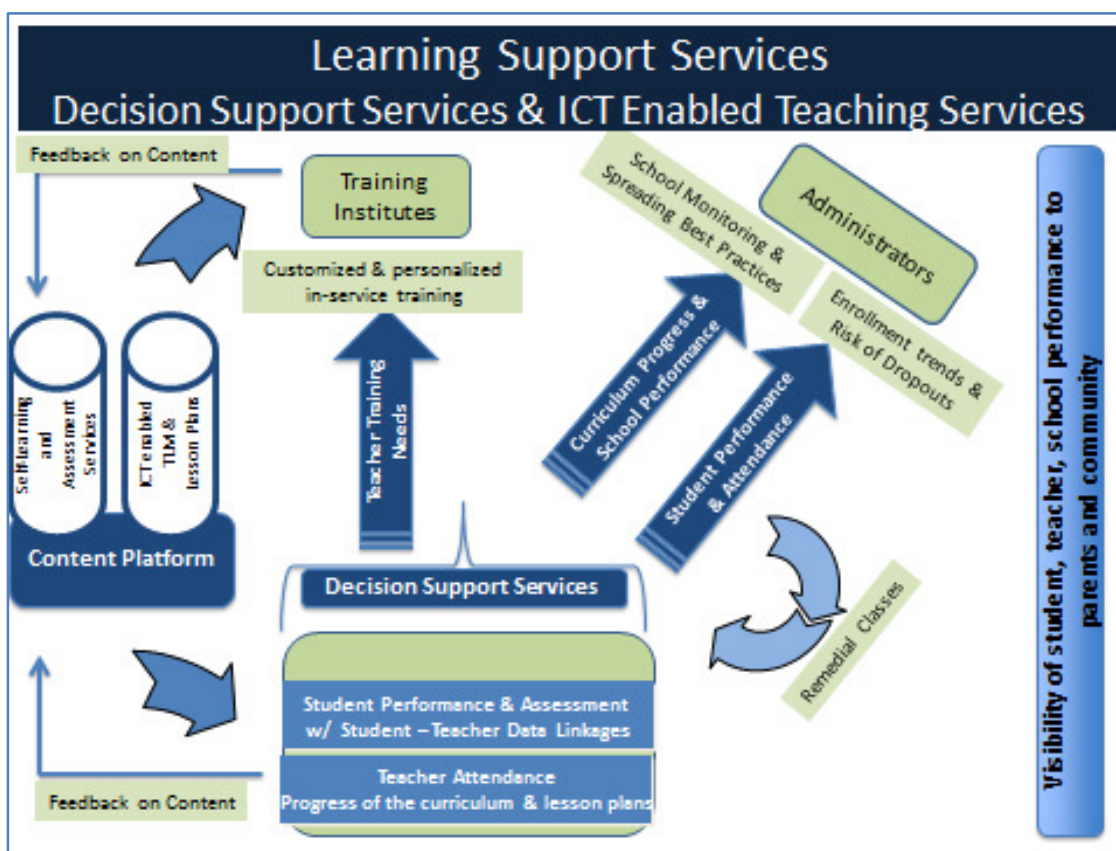 Learning Support Services
Decision Support Services & ICT Enabled Teaching Services
Feedback on Content
Training
Institutes
Customized & personalized
in-service training
School Monitoring &
Spreading Best
Practices
Administrators
Enrollment trends &
Risk of Dropouts
Visibility of student, teacher, school performance to
parents and community
Self-Learning
and
Assessment
Services
ICT enabled
TLM &
lesson Plans
Content Platform
Teacher Training
Needs
Curriculum Progress &
School Performance
Student Performance
& Attendance
Decision Support Services
Remedial Classes
Student Performance & Assessment
w/ Student – Teacher Data Linkages
Teacher Attendance
Progress of the curriculum & lesson plans
Feedback on Content